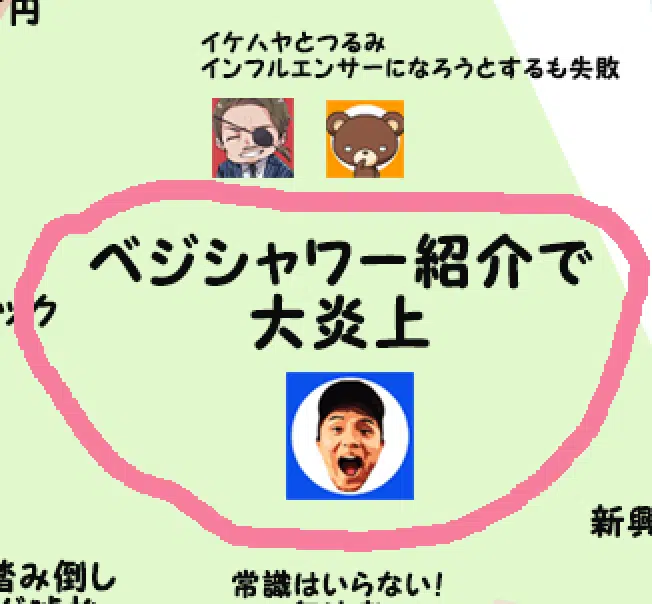 円
イケハヤとつるみ
インフルエンサーになろうとするも失敗
ベジシャワー紹介で
大炎上
ック
新興
踏み倒し
常識はいらない!